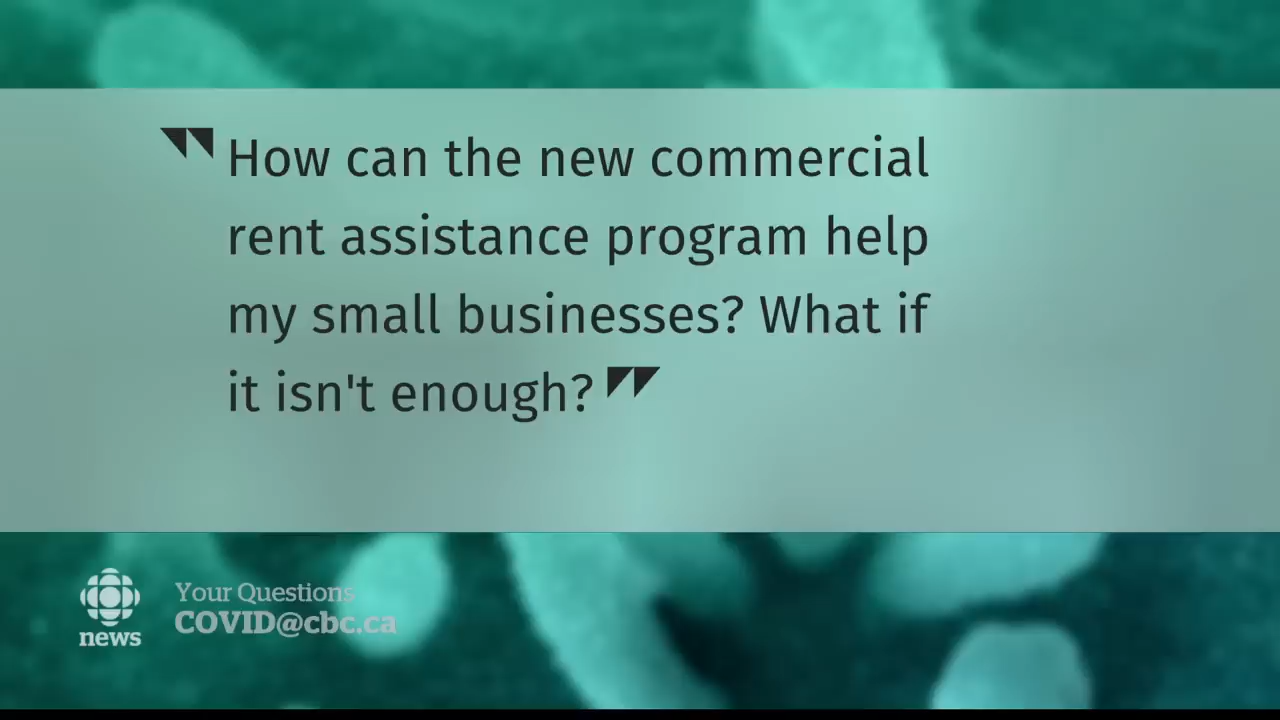 How can the new commercial
rent assistance program help
my small businesses? What if
it isn't enough?
Your Questions
COVID@cbc.ca
news